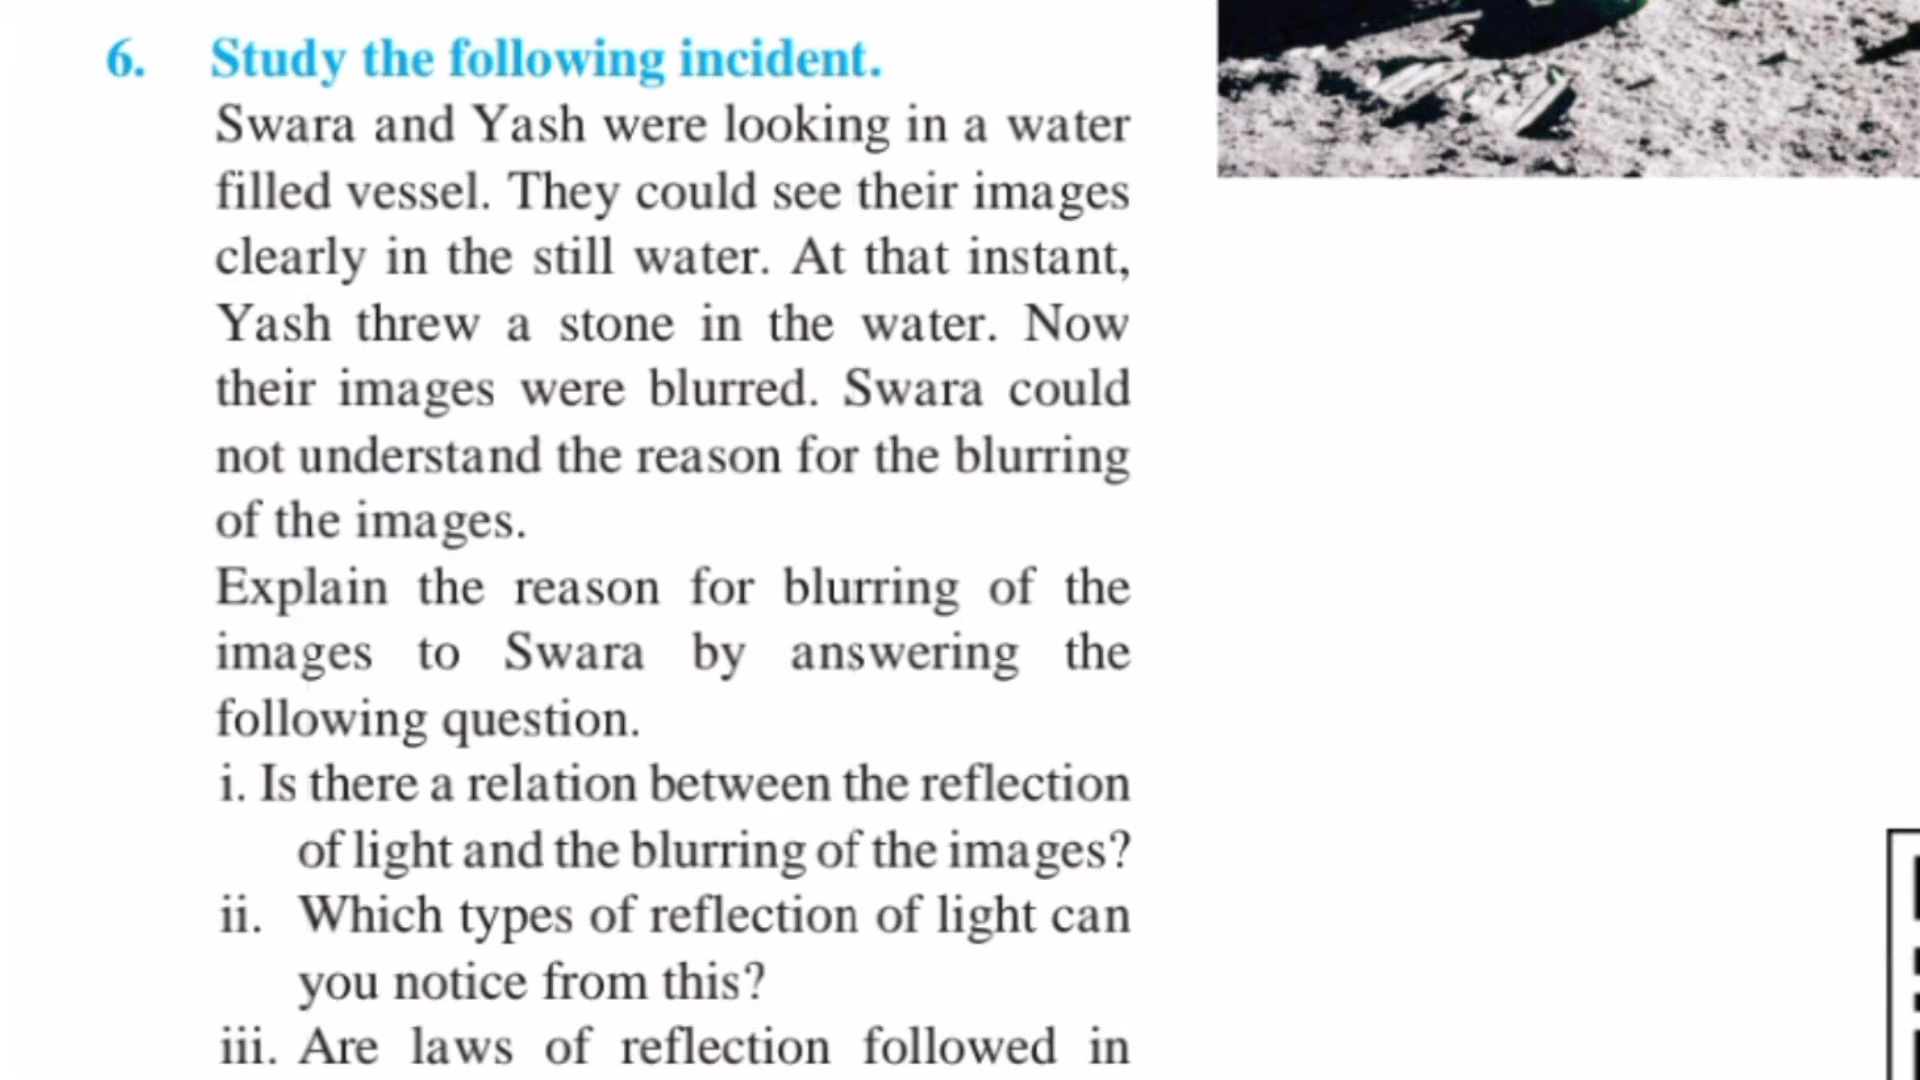 6. Study the following incident.
Swara and Yash were looking in a water
filled vessel. They could see their images
clearly in the still water. At that instant,
Yash threw a stone in the water. Now
their images were blurred. Swara could
not understand the reason for the blurring
of the images.
Explain the reason for blurring of the
images to Swara by answering the
following question.
i. Is there a relation between the reflection
of light and the blurring of the images?
ii. Which types of reflection of light can
you notice from this?
iii. Are laws of reflection followed in